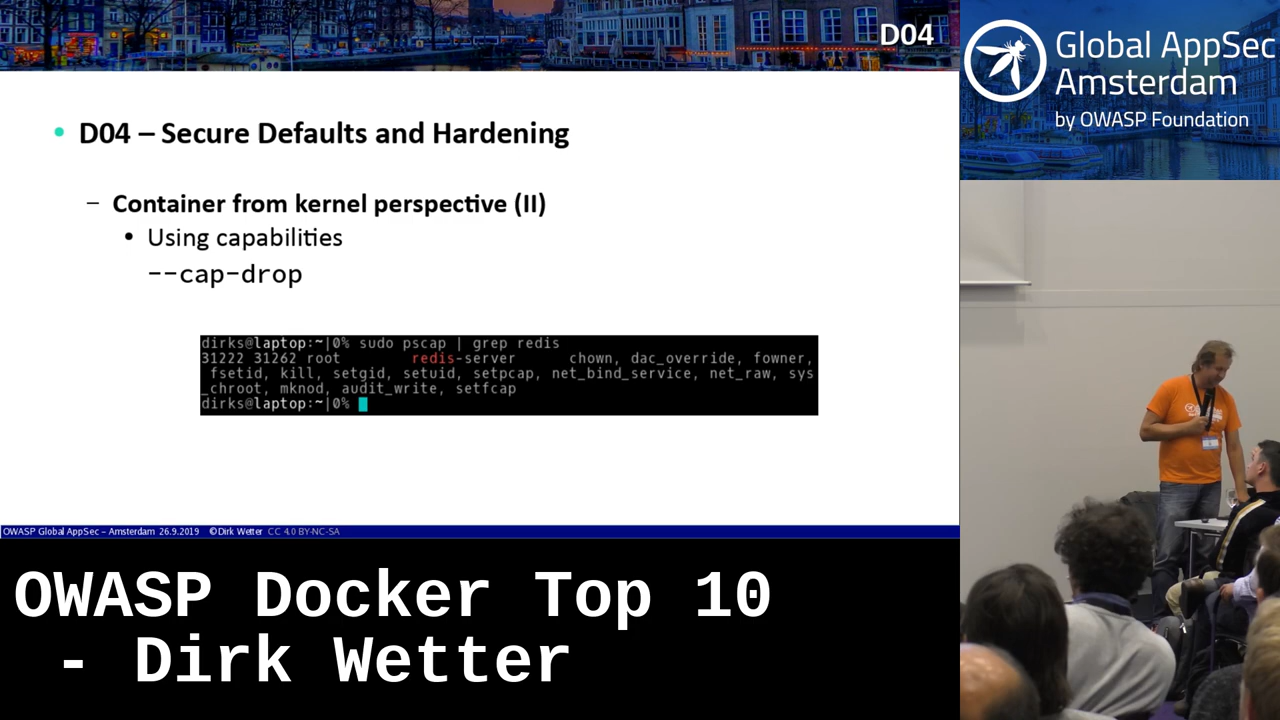 D04
Global AppSec
Amsterdam
by OWASP Foundation
• D04 – Secure Defaults and Hardening
– Container from kernel perspective (II)
• Using capabilities
--cap-drop
dirks@laptop:~|0% sudo pscap | grep redis
31222 31262 root redis-server chown, dac_override, fowner,
fsetid, kill, setgid, setuid, setpcap, net_bind_service, net_raw, sys
_chroot, mknod, audit_write, setfcap
dirks@laptop:~|0%
OWASP Global AppSec – Amsterdam 26.9.2019 ©Dirk Wetter CC 4.0 BY-NC-SA
OWASP Docker Top 10
- Dirk Wetter